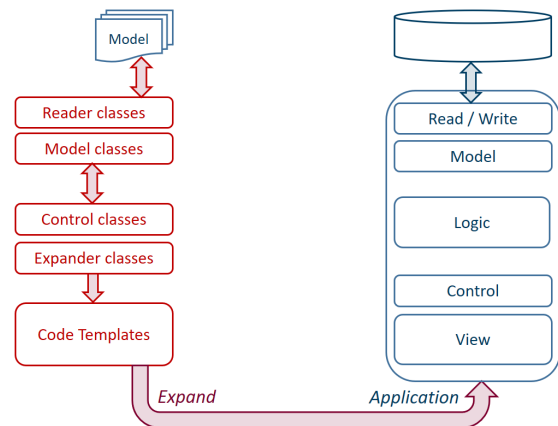 Model
Reader classes
Model classes
Control classes
Expander classes
Code Templates
Expand
Application
Read / Write
Model
Logic
Control
View